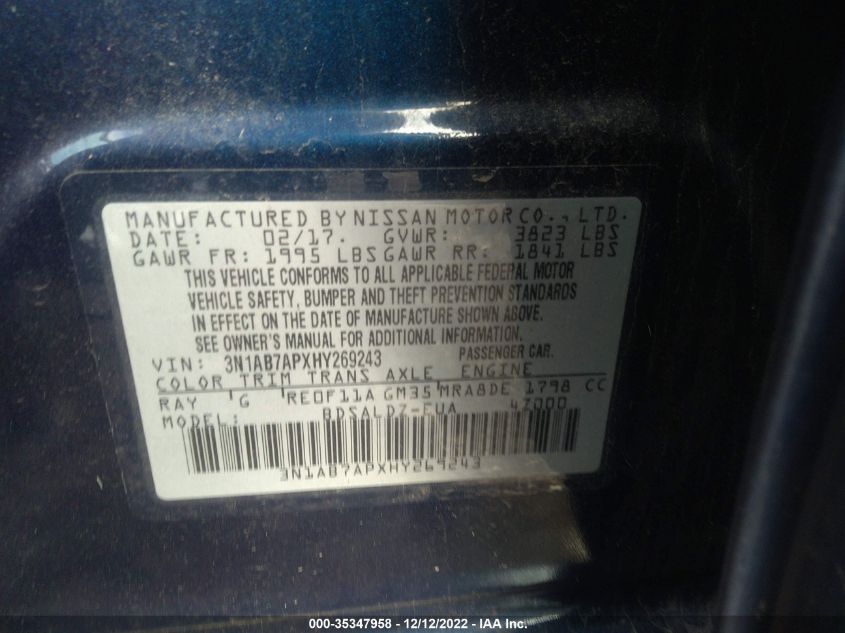 MANUFACTURED BY NISSAN MOTOR CO., LTD.
DATE: 02/17. GVWR: 3823 LBS
GAWR FR: 1995 LBS GAWR RR: 1841 LBS
THIS VEHICLE CONFORMS TO ALL APPLICABLE FEDERAL MOTOR
VEHICLE SAFETY, BUMPER AND THEFT PREVENTION STANDARDS
IN EFFECT ON THE DATE OF MANUFACTURE SHOWN ABOVE.
SEE OWNER'S MANUAL FOR ADDITIONAL INFORMATION.
VIN: 3N1AB7APXHY269243 PASSENGER CAR.
COLOR TRIM TRANS AXLE ENGINE
RAY G RE0F11A GM35 MRA8DE 1798 CC
MODEL: BDSALDZ-EUA 47000
3N1AB7APXHY269243
000-35347958 - 12/12/2022 - IAA Inc.